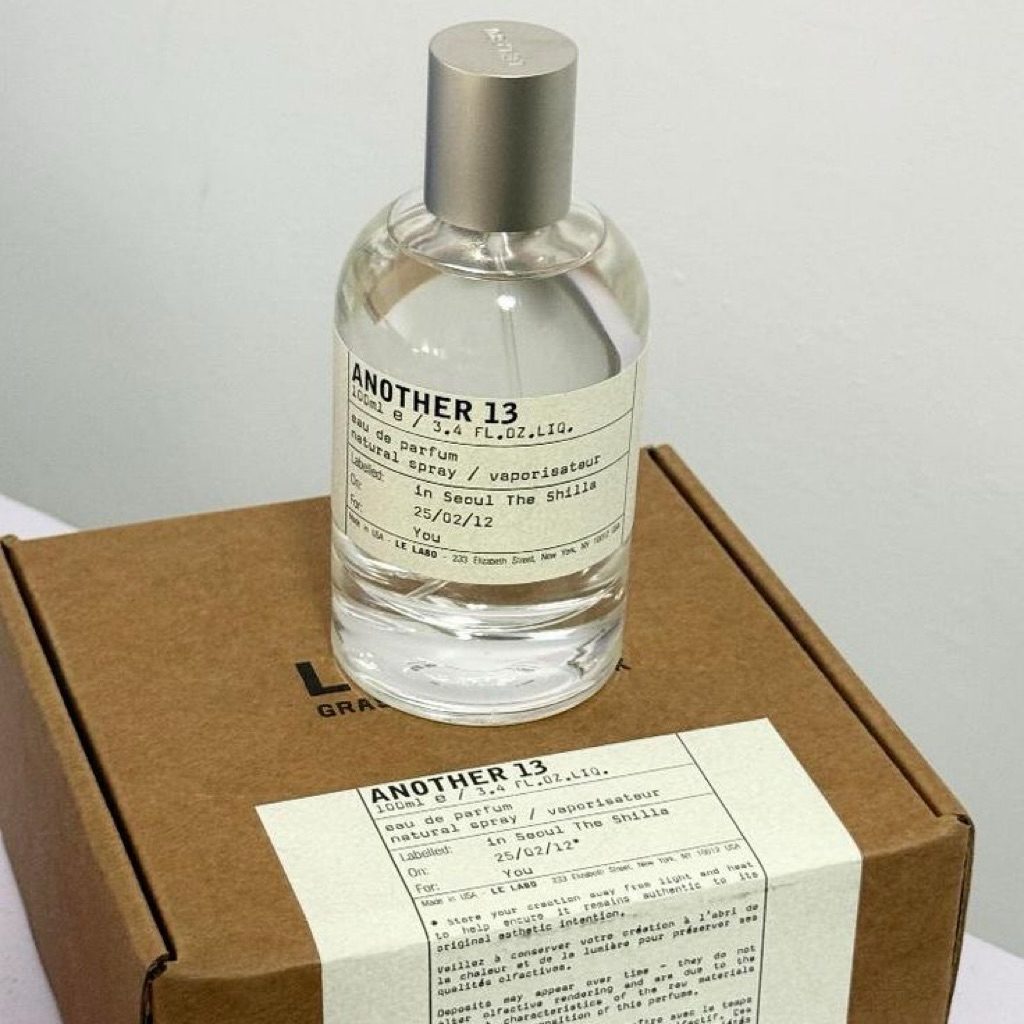 ANOTHER 13
100ml e / 3.4 FL.OZ.LIQ.
eau de parfum
natural spray / vaporisateur
Labelled: in Seoul The Shilla
On: 25/02/12
For: You
Made in USA - LE LABO - 233 Elizabeth Street, New York, NY 10012 USA
L
GRAS
ANOTHER 13
100ml e / 3.4 FL.OZ.LIQ.
eau de parfum
natural spray / vaporisateur
Labelled: in Seoul The Shilla
On: 25/02/12*
For: You
Made in USA - LE LABO 233 Elizabeth Street, New York, NY 10012 USA
* Store your creation away from light and heat
to help ensure it remains authentic to its
original esthetic intention.
Veillez à conserver votre création à l'abri de
la chaleur et de la lumière pour préserver ses
qualités olfactives.
Deposits may appear over time - they do not
alter olfactive rendering and are due to the
characteristics of the raw materials
position of this perfume.
avec le temps